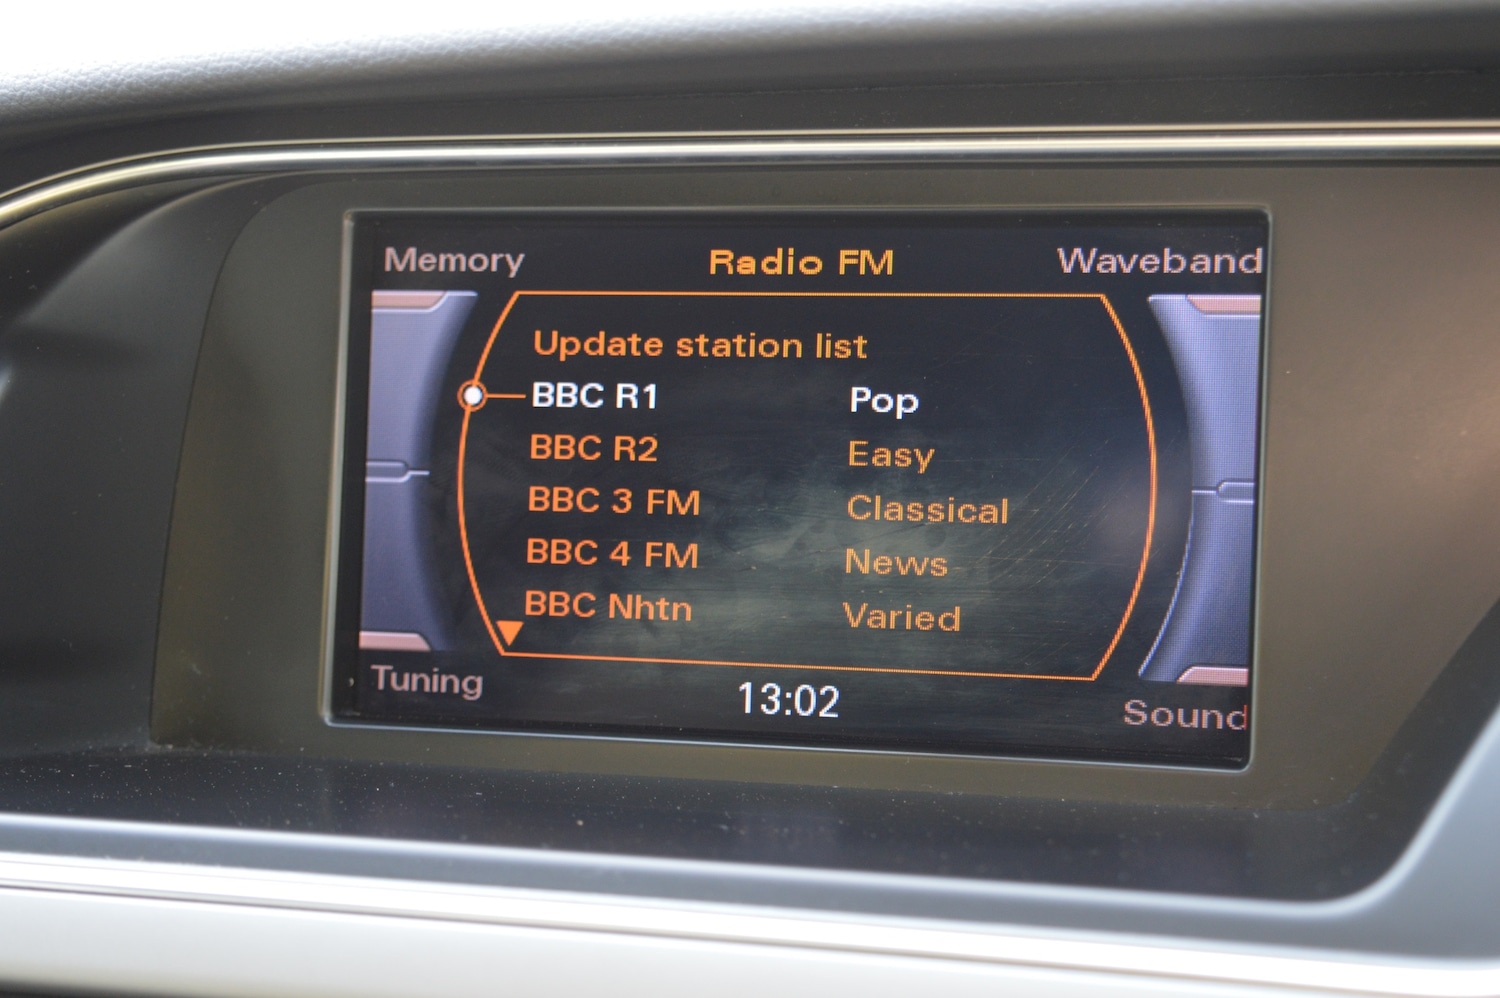 Memory Radio FM Waveband
Update station list
BBC R1 Pop
BBC R2 Easy
BBC 3 FM Classical
BBC 4 FM News
BBC Nhtn Varied
Tuning 13:02 Sound